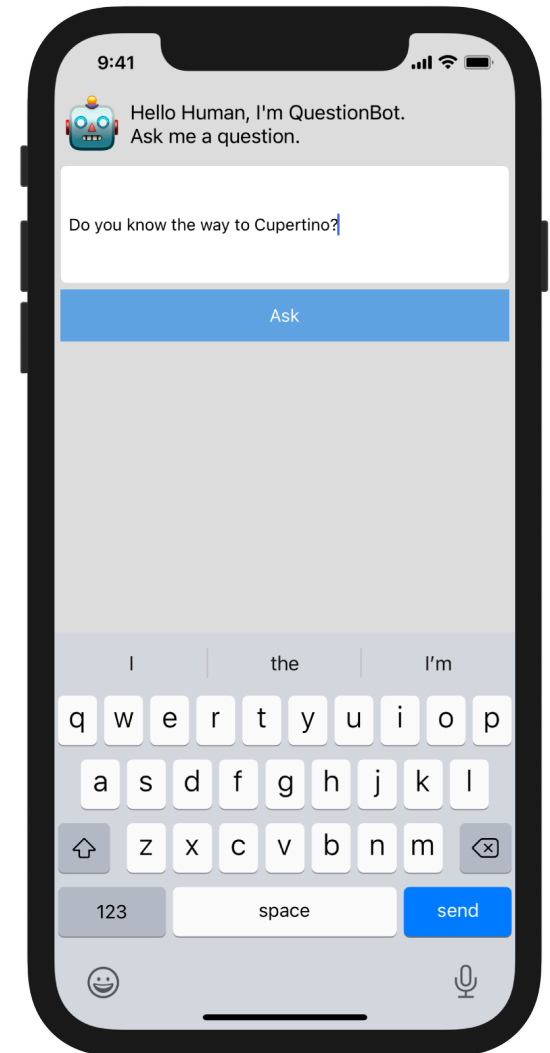 9:41
Hello Human, I'm QuestionBot.
Ask me a question.
Do you know the way to Cupertino?
Ask
I the I’m
q w e r t y u i o p
a s d f g h j k l
z x c v b n m
123 space send